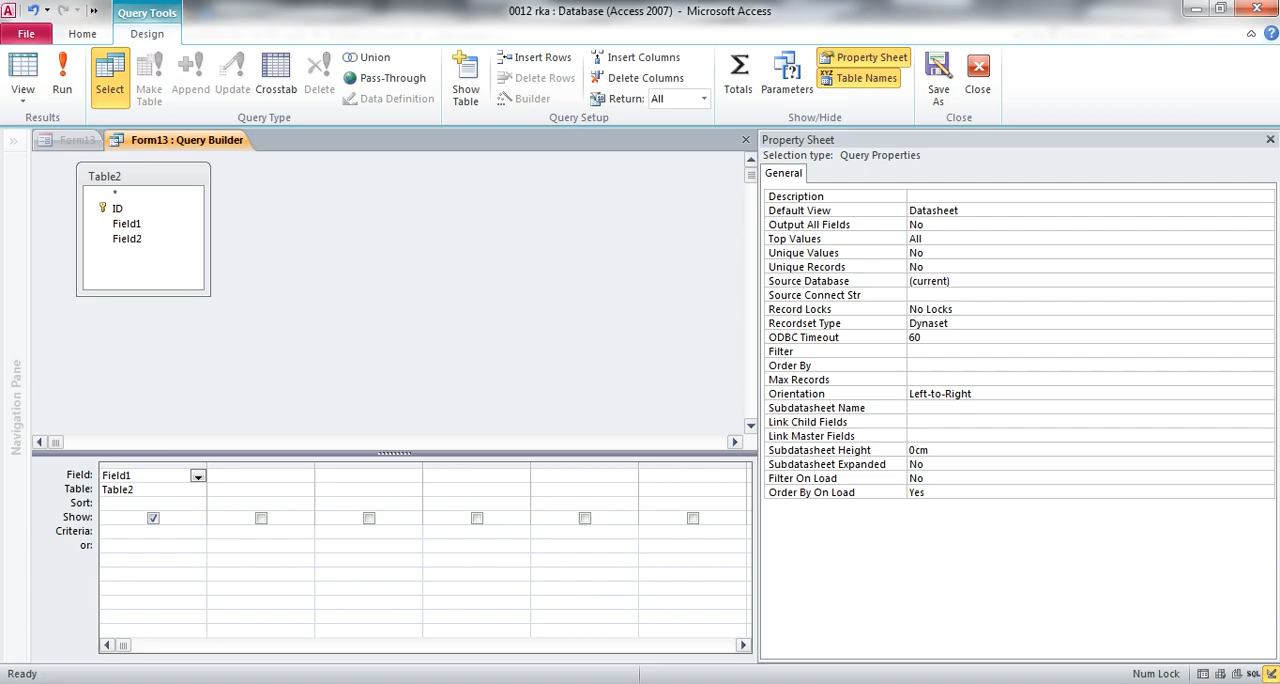 0012 rka : Database (Access 2007) - Microsoft Access
Query Tools
File
Home
Design
View
Run
Select
Make Table
Append
Update
Crosstab
Delete
Union
Pass-Through
Data Definition
Show Table
Insert Rows
Delete Rows
Builder
Insert Columns
Delete Columns
Return:
All
Totals
Parameters
Property Sheet
XYZ
Table Names
Save As
Close
Results
Query Type
Query Setup
Show/Hide
Close
Form13
Form13 : Query Builder
Navigation Pane
Table2
*
ID
Field1
Field2
Field: Field1
Table: Table2
Sort:
Show:
Criteria:
or:
Property Sheet
Selection type: Query Properties
General
Description
Default View Datasheet
Output All Fields No
Top Values All
Unique Values No
Unique Records No
Source Database (current)
Source Connect Str
Record Locks No Locks
Recordset Type Dynaset
ODBC Timeout 60
Filter
Order By
Max Records
Orientation Left-to-Right
Subdatasheet Name
Link Child Fields
Link Master Fields
Subdatasheet Height 0cm
Subdatasheet Expanded No
Filter On Load No
Order By On Load Yes
Ready
Num Lock
SQL